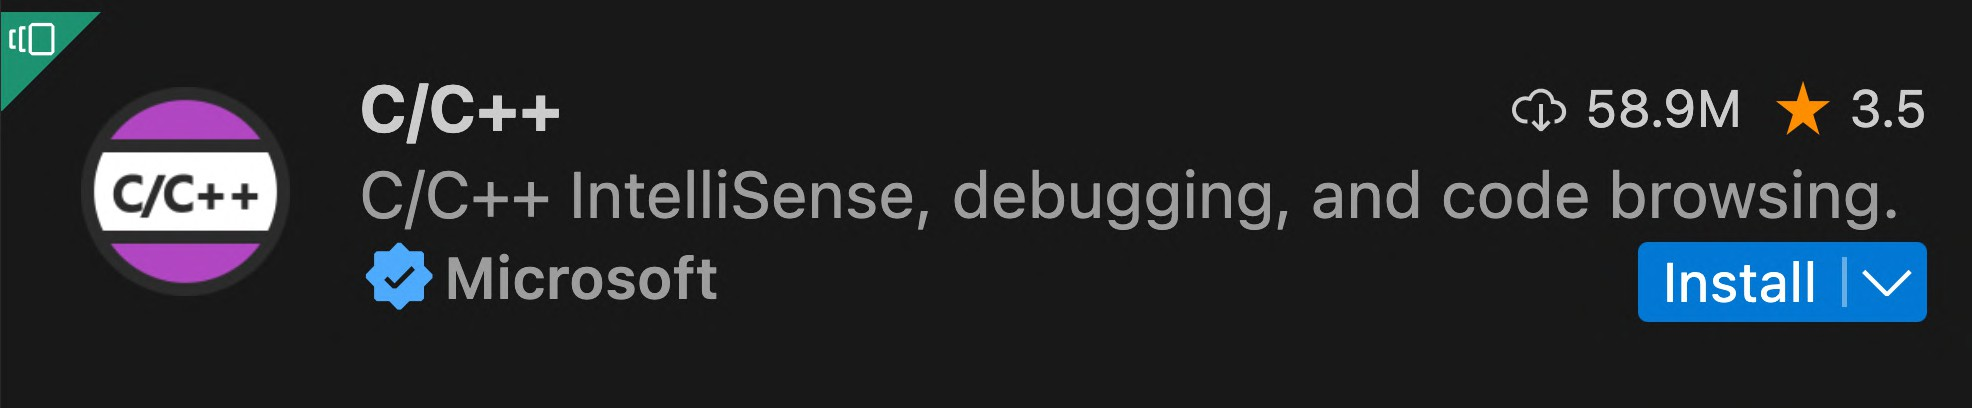 C/C++ 58.9M 3.5
C/C++
C/C++ IntelliSense, debugging, and code browsing.
Microsoft Install